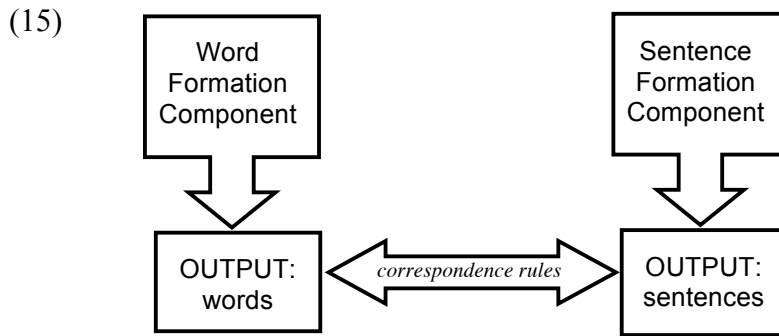 (15)
Word
Formation
Component
Sentence
Formation
Component
OUTPUT:
words
correspondence rules
OUTPUT:
sentences